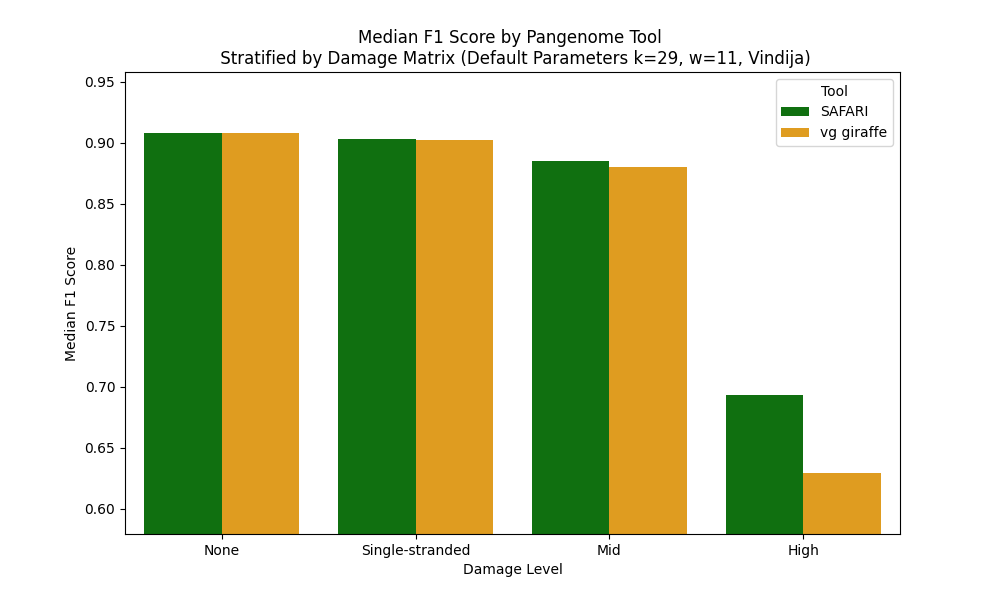 Median F1 Score by Pangenome Tool
Stratified by Damage Matrix (Default Parameters k=29, w=11, Vindija)
Tool
SAFARI
vg giraffe
Median F1 Score
0.95
0.90
0.85
0.80
0.75
0.70
0.65
0.60
None
Single-stranded
Mid
High
Damage Level